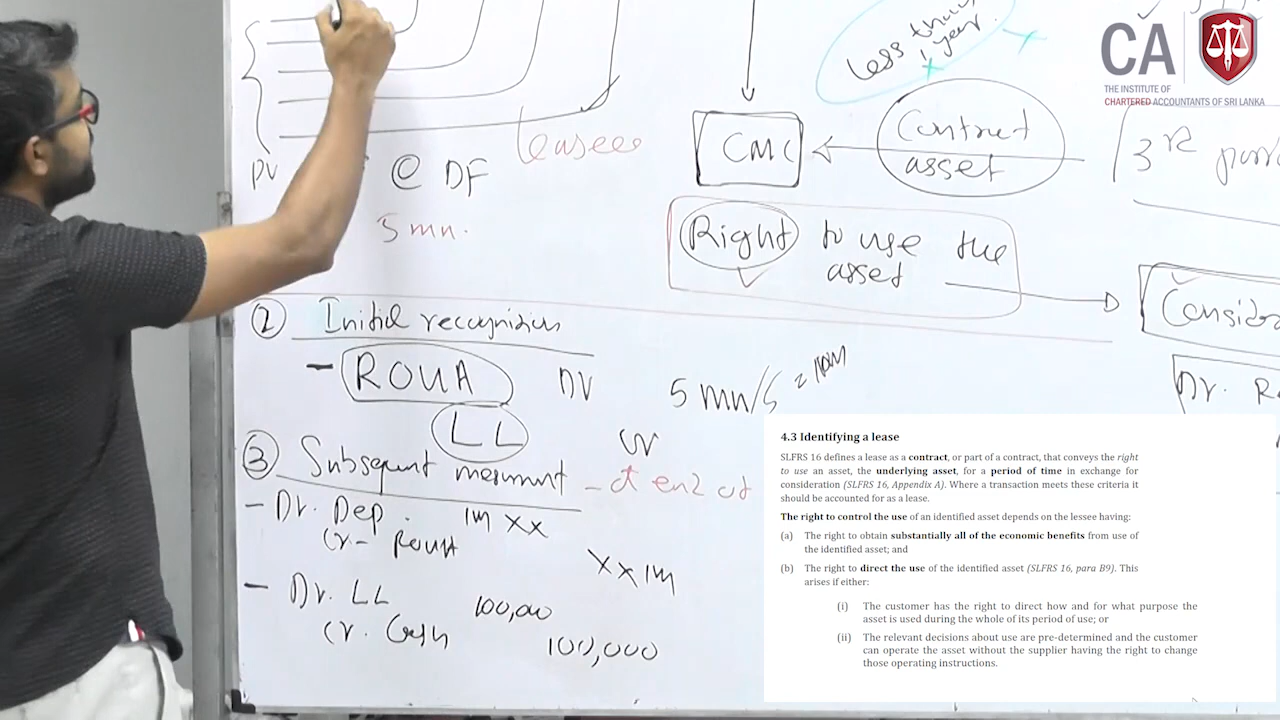 less than
1 year.
CA
THE INSTITUTE OF
CHARTERED ACCOUNTANTS OF SRI LANKA
Contract
asset
CMC
PV
@ DF
5 mn.
Right to use the
asset
② Initial recognition
- ROUA
LL
5 mn/5
③ Subsequent
- Dr. Dep. 1M XX
Cr- ROUA
XX 1M
- Dr. LL
100,000
Cr. Cash
100,000
Dr. R
4.3 Identifying a lease
SLFRS 16 defines a lease as a contract, or part of a contract, that conveys the right
to use an asset, the underlying asset, for a period of time in exchange for
consideration (SLFRS 16, Appendix A). Where a transaction meets these criteria it
should be accounted for as a lease.
The right to control the use of an identified asset depends on the lessee having:
(a) The right to obtain substantially all of the economic benefits from use of
the identified asset; and
(b) The right to direct the use of the identified asset (SLFRS 16, para B9). This
arises if either:
(i) The customer has the right to direct how and for what purpose the
asset is used during the whole of its period of use; or
(ii) The relevant decisions about use are pre-determined and the customer
can operate the asset without the supplier having the right to change
those operating instructions.